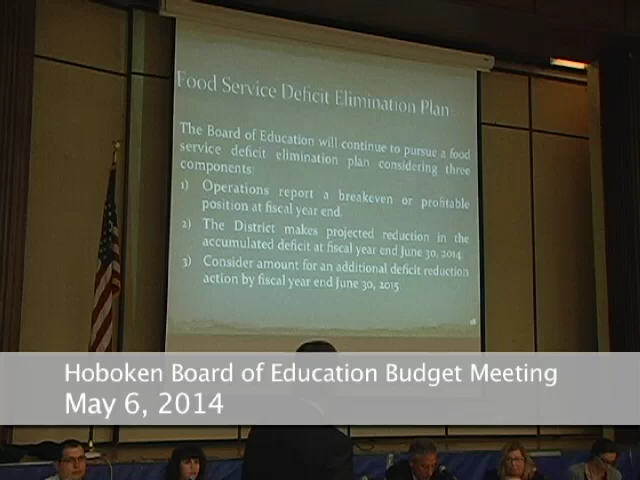 Food Service Deficit Elimination Plan
The Board of Education will continue to pursue a food
service deficit elimination plan considering three
components:
1) Operations report a breakeven or profitable
position at fiscal year end.
2) The District makes projected reduction in the
accumulated deficit at fiscal year end June 30, 2014.
3) Consider amount for an additional deficit reduction
action by fiscal year end June 30, 2015
Hoboken Board of Education Budget Meeting
May 6, 2014